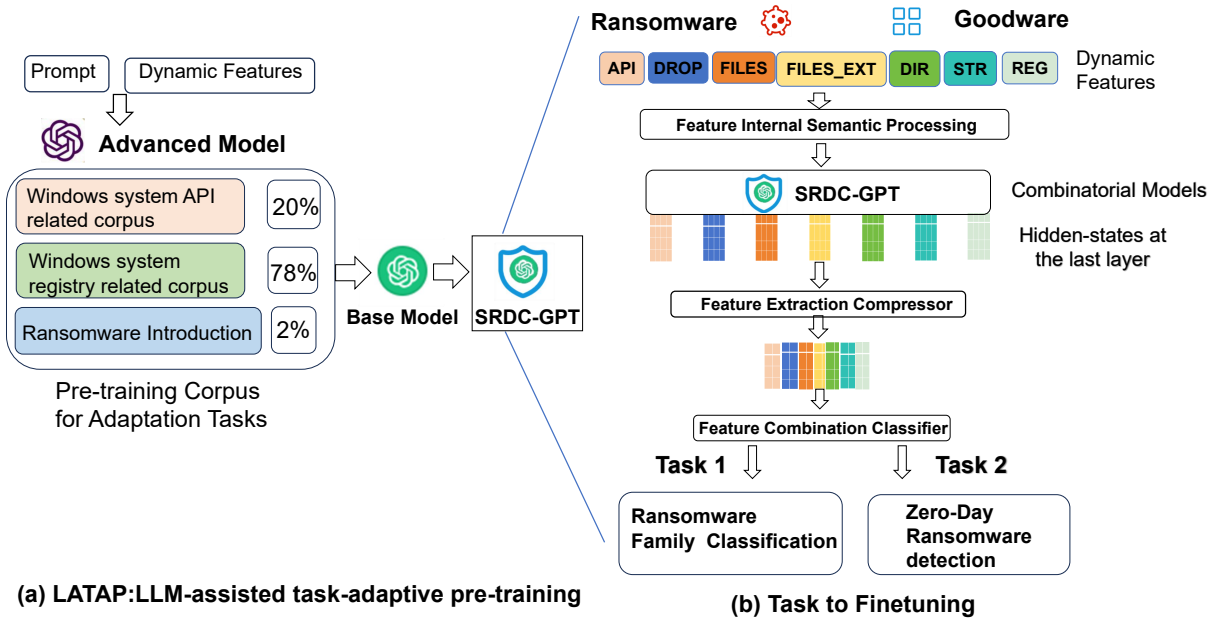 Prompt
Dynamic Features
Advanced Model
Windows system API
related corpus
20%
Windows system
registry related corpus
78%
Ransomware Introduction
2%
Pre-training Corpus
for Adaptation Tasks
Base Model
SRDC-GPT
(a) LATAP:LLM-assisted task-adaptive pre-training
Ransomware
Goodware
API
DROP
FILES
FILES_EXT
DIR
STR
REG
Dynamic
Features
Feature Internal Semantic Processing
SRDC-GPT
Combinatorial Models
Hidden-states at
the last layer
Feature Extraction Compressor
Feature Combination Classifier
Task 1
Task 2
Ransomware
Family Classification
Zero-Day
Ransomware
detection
(b) Task to Finetuning